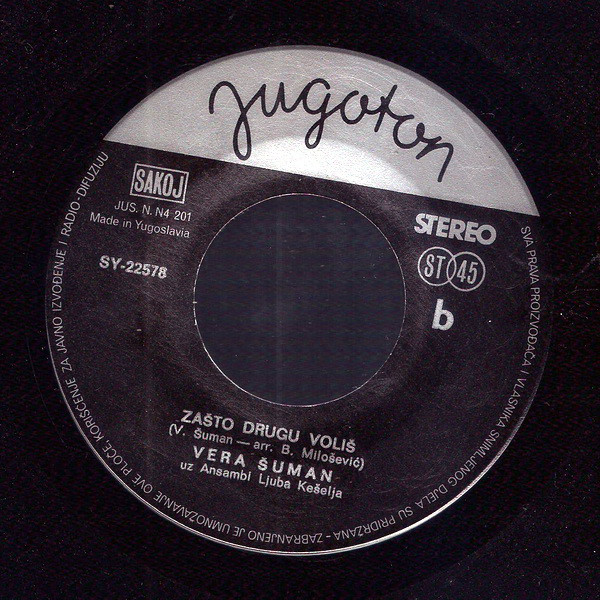 jugoton
SAKOJ
JUS. N. N4 201
Made in Yugoslavia
SY-22578
STEREO
ST 45
b
ZAŠTO DRUGU VOLIŠ
(V. Šuman — arr. B. Milošević)
VERA ŠUMAN
uz Ansambl Ljuba Kešelja
SVA PRAVA PROIZVOĐAČA I VLASNIKA SNIMLJENOG DJELA SU PRIDRŽANA - ZABRANJENO JE UMNOŽAVANJE OVE PLOČE, KORIŠĆENJE ZA JAVNO IZVOĐENJE I RADIO-DIFUZIJU